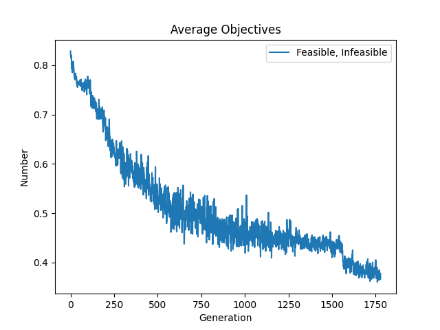 Average Objectives
Feasible, Infeasible
Number
0.8
0.7
0.6
0.5
0.4
0 250 500 750 1000 1250 1500 1750
Generation